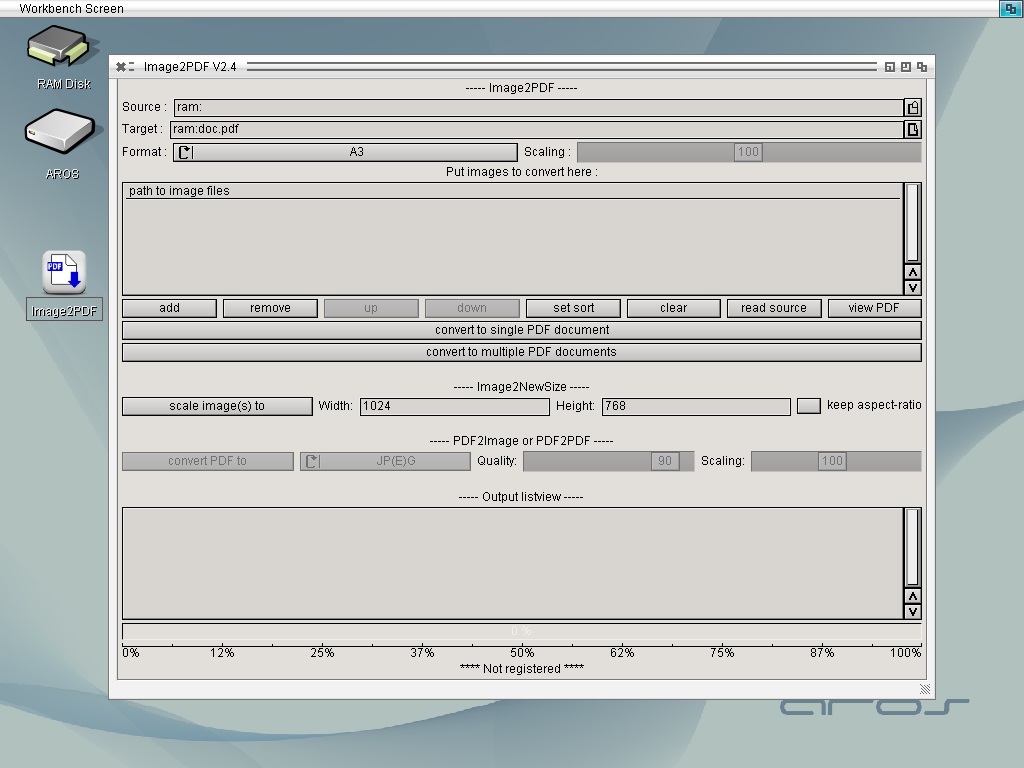 Workbench Screen
RAM Disk
AROS
PDF
Image2PDF
Image2PDF V2.4
----- Image2PDF -----
Source : ram:
Target : ram:doc.pdf
Format : A3 Scaling : 100
Put images to convert here :
path to image files
add remove up down set sort clear read source view PDF
convert to single PDF document
convert to multiple PDF documents
----- Image2NewSize -----
scale image(s) to Width: 1024 Height: 768 keep aspect-ratio
----- PDF2Image or PDF2PDF -----
convert PDF to JP(E)G Quality: 90 Scaling: 100
----- Output listview -----
0 %
0% 12% 25% 37% 50% 62% 75% 87% 100%
**** Not registered ****
aros